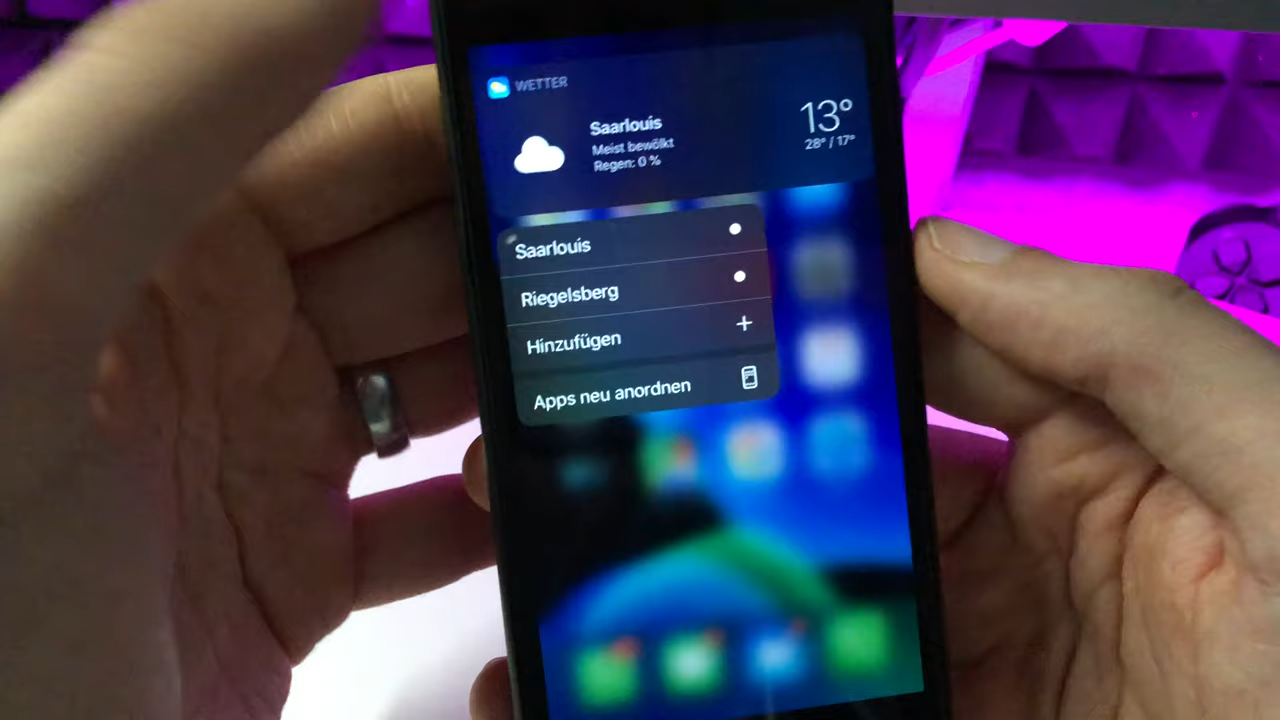 WETTER
Saarlouis
Meist bewölkt
Regen: 0 %
13°
28° / 17°
Saarlouis
Riegelsberg
Hinzufügen
Apps neu anordnen